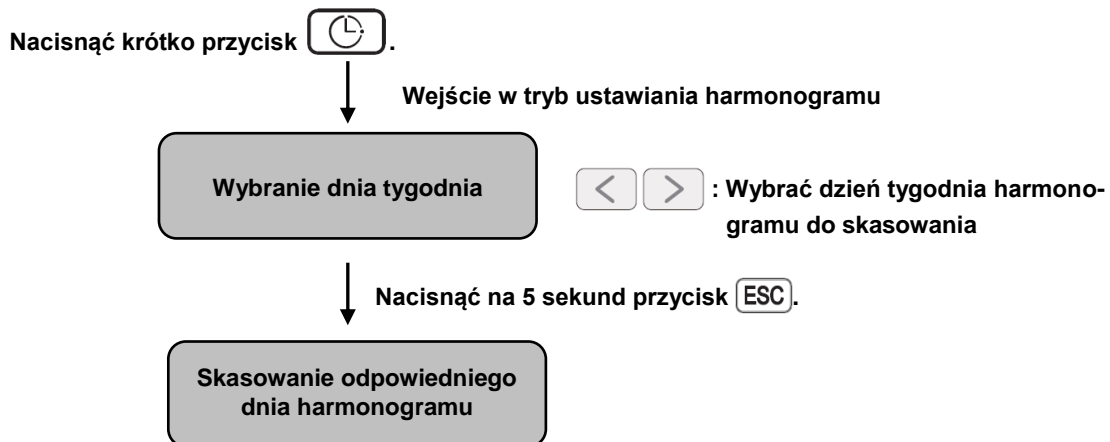 Nacisnąć krótko przycisk .
Wejście w tryb ustawiania harmonogramu
Wybranie dnia tygodnia
: Wybrać dzień tygodnia harmono-
gramu do skasowania
Nacisnąć na 5 sekund przycisk ESC.
Skasowanie odpowiedniego
dnia harmonogramu